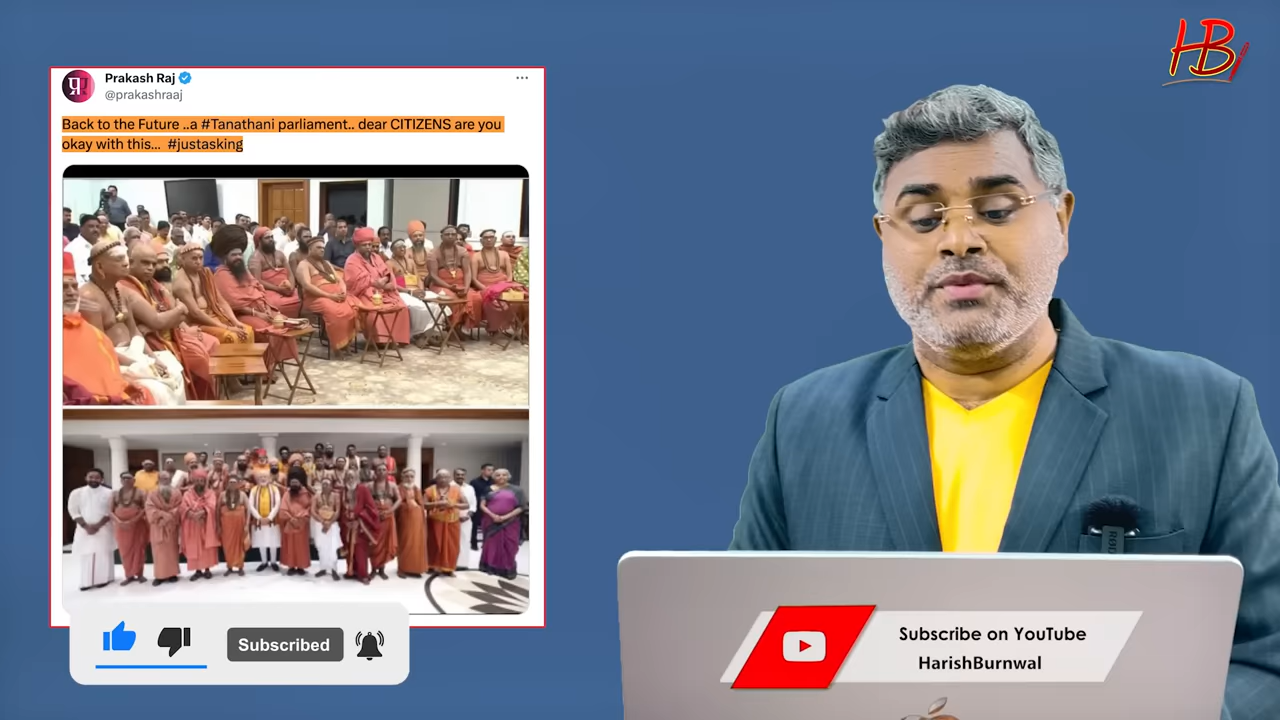 HB
Prakash Raj
@prakashraaj
Back to the Future ..a #Tanathani parliament.. dear CITIZENS are you
okay with this...  #justasking
Subscribed
RØDE
Subscribe on YouTube
HarishBurnwal